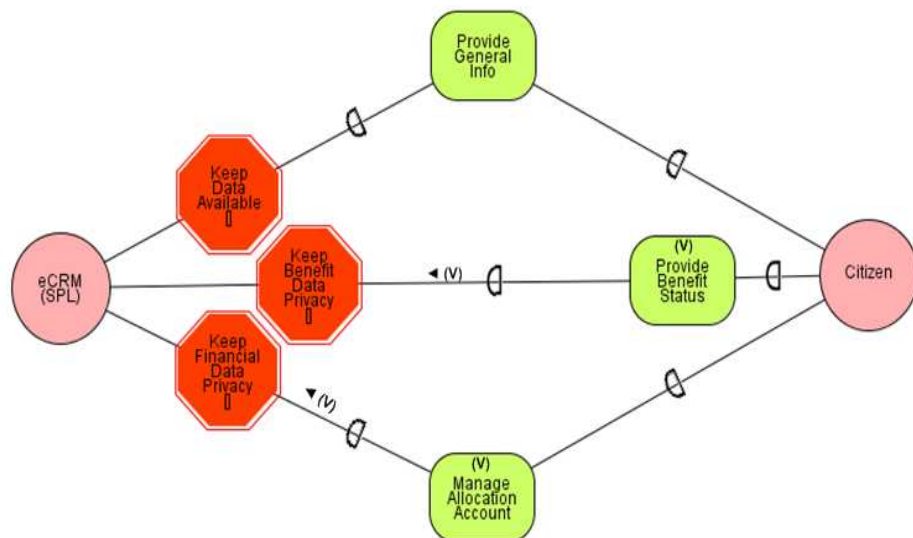 Provide
General
Info
Keep
Data
Available
eCRM
(SPL)
Keep
Benefit
Data
Privacy
(V)
(V)
Provide
Benefit
Status
Citizen
Keep
Financial
Data
Privacy
(V)
(V)
Manage
Allocation
Account